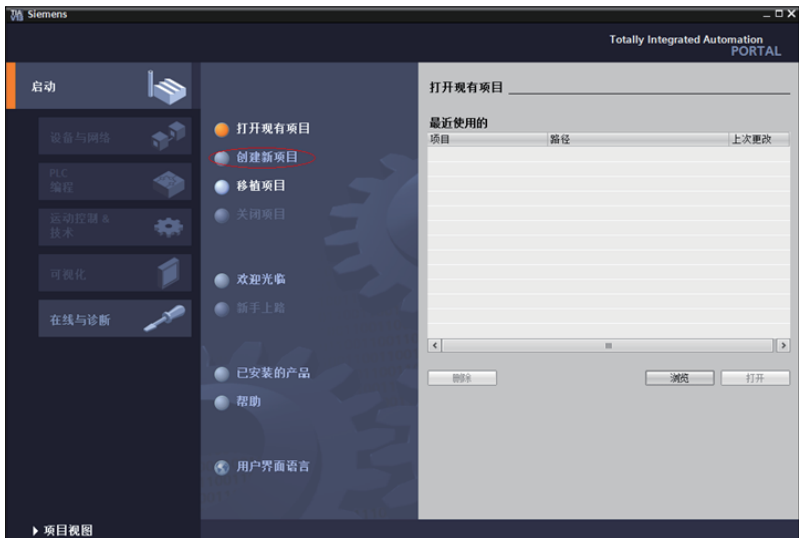 Siemens
Totally Integrated Automation
PORTAL
启动
设备与网络
PLC
编程
运动控制 &
技术
可视化
在线与诊断
项目视图
打开现有项目
创建新项目
移植项目
关闭项目
欢迎光临
新手上路
已安装的产品
帮助
用户界面语言
打开现有项目
最近使用的
项目 路径 上次更改
删除 浏览 打开